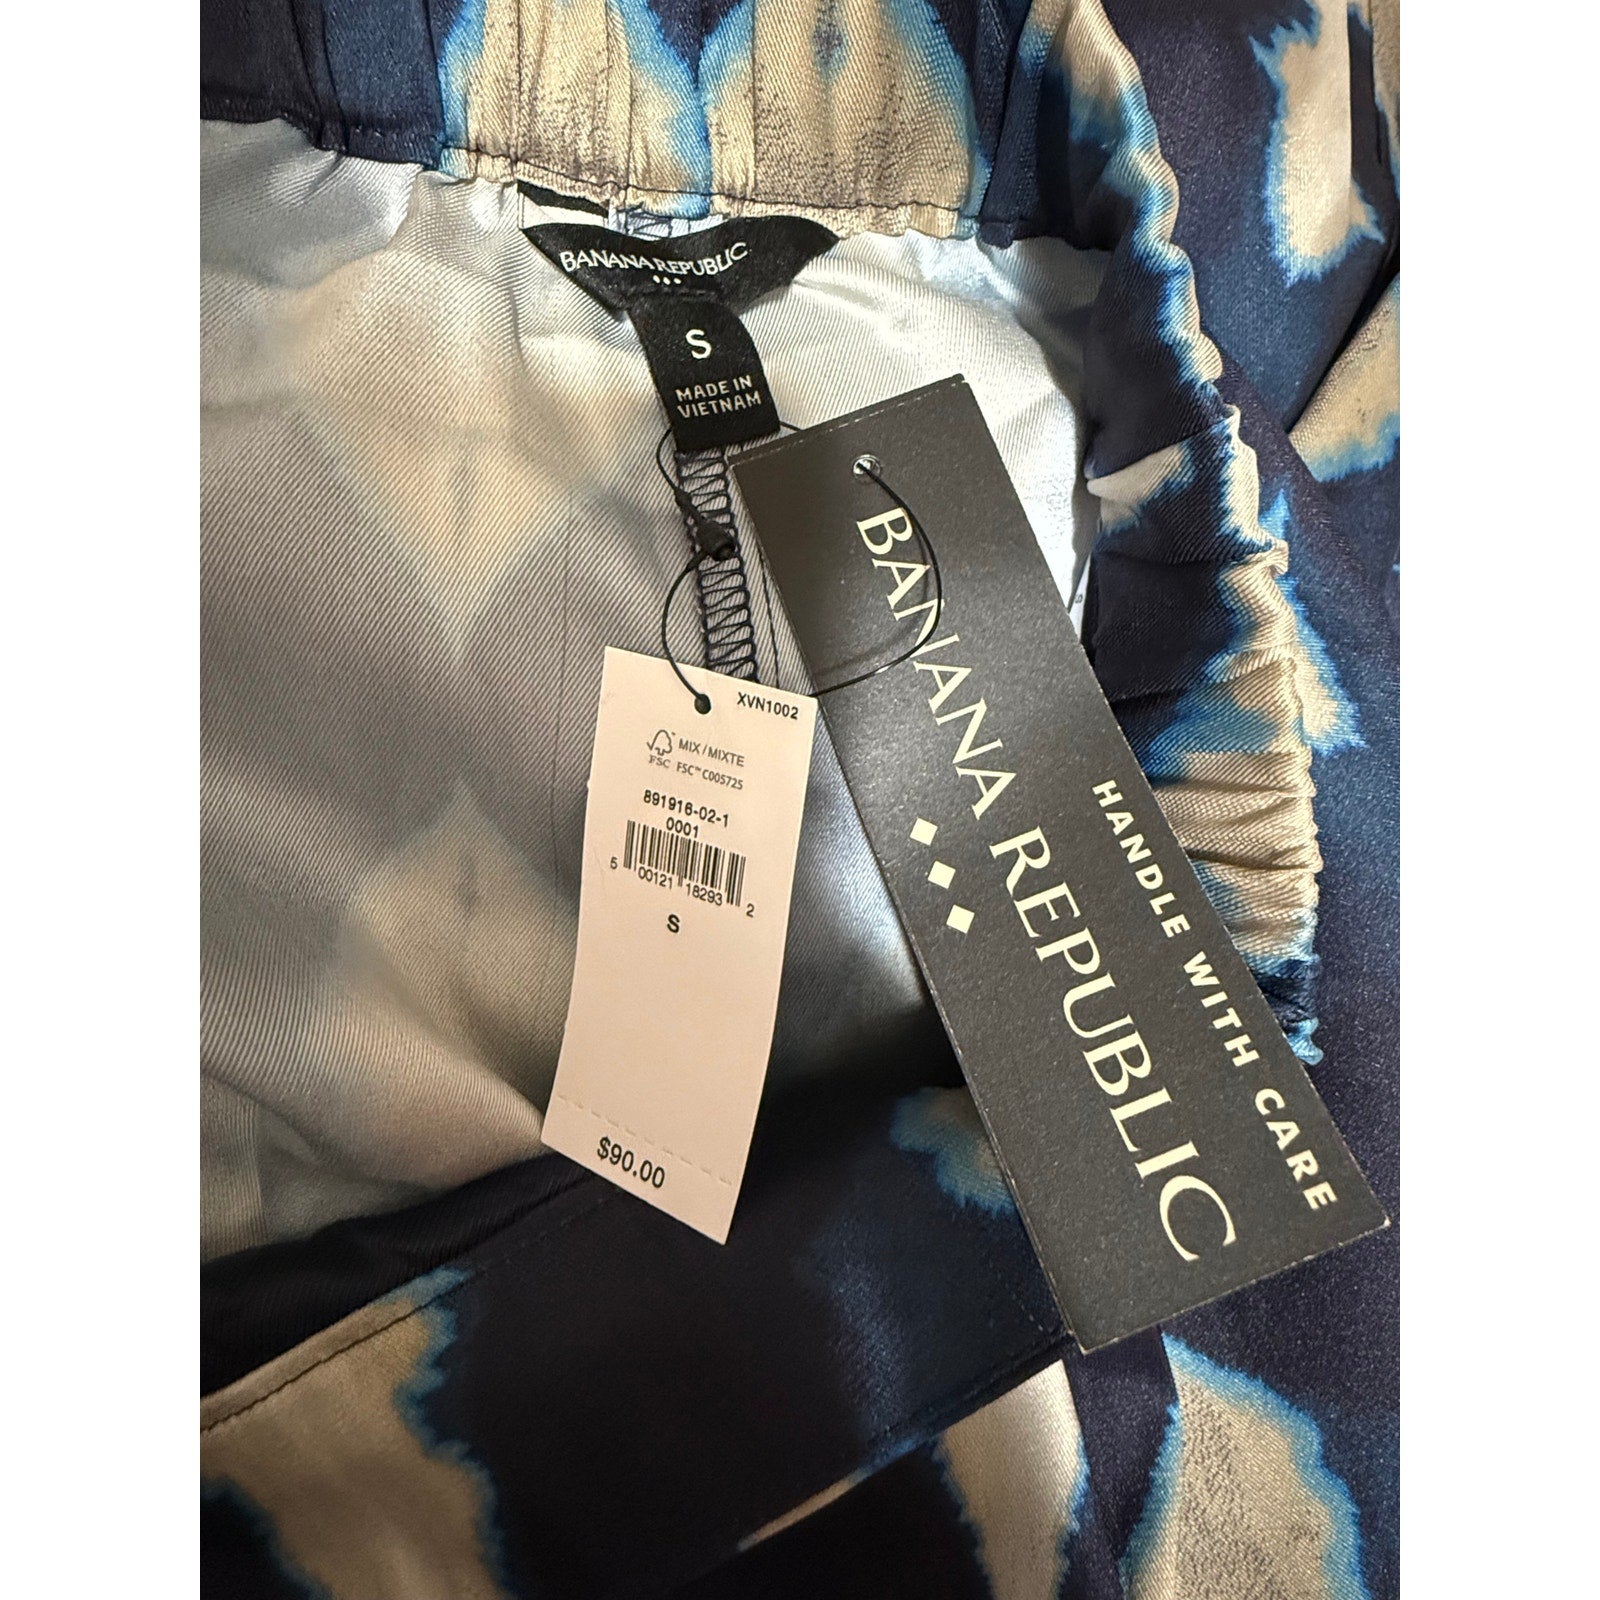 BANANA REPUBLIC
S
MADE IN
VIETNAM
XVN1002
MIX / MIXTE
FSC
FSC™ C005725
891916-02-1
0001
5 00121 18293 2
S
$90.00
BANANA REPUBLIC
HANDLE WITH CARE